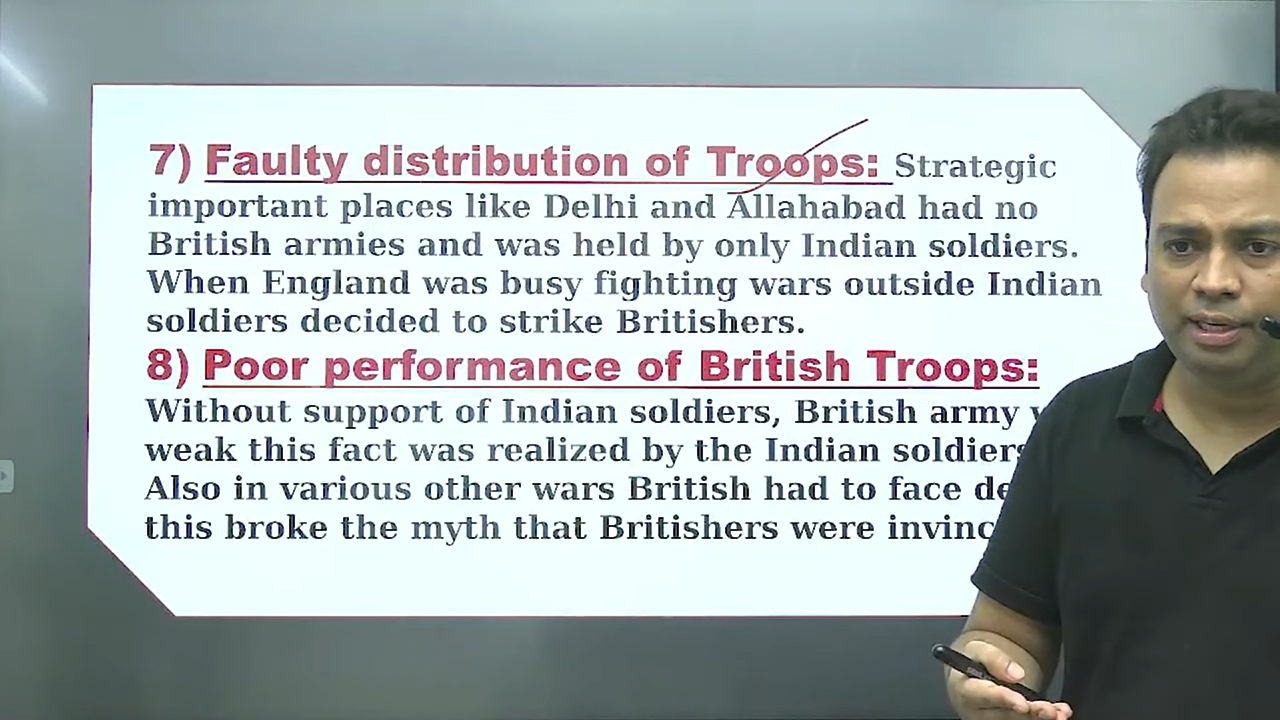 7) Faulty distribution of Troops: Strategic
important places like Delhi and Allahabad had no
British armies and was held by only Indian soldiers.
When England was busy fighting wars outside Indian
soldiers decided to strike Britishers.
8) Poor performance of British Troops:
Without support of Indian soldiers, British army
weak this fact was realized by the Indian soldiers
Also in various other wars British had to face
this broke the myth that Britishers were